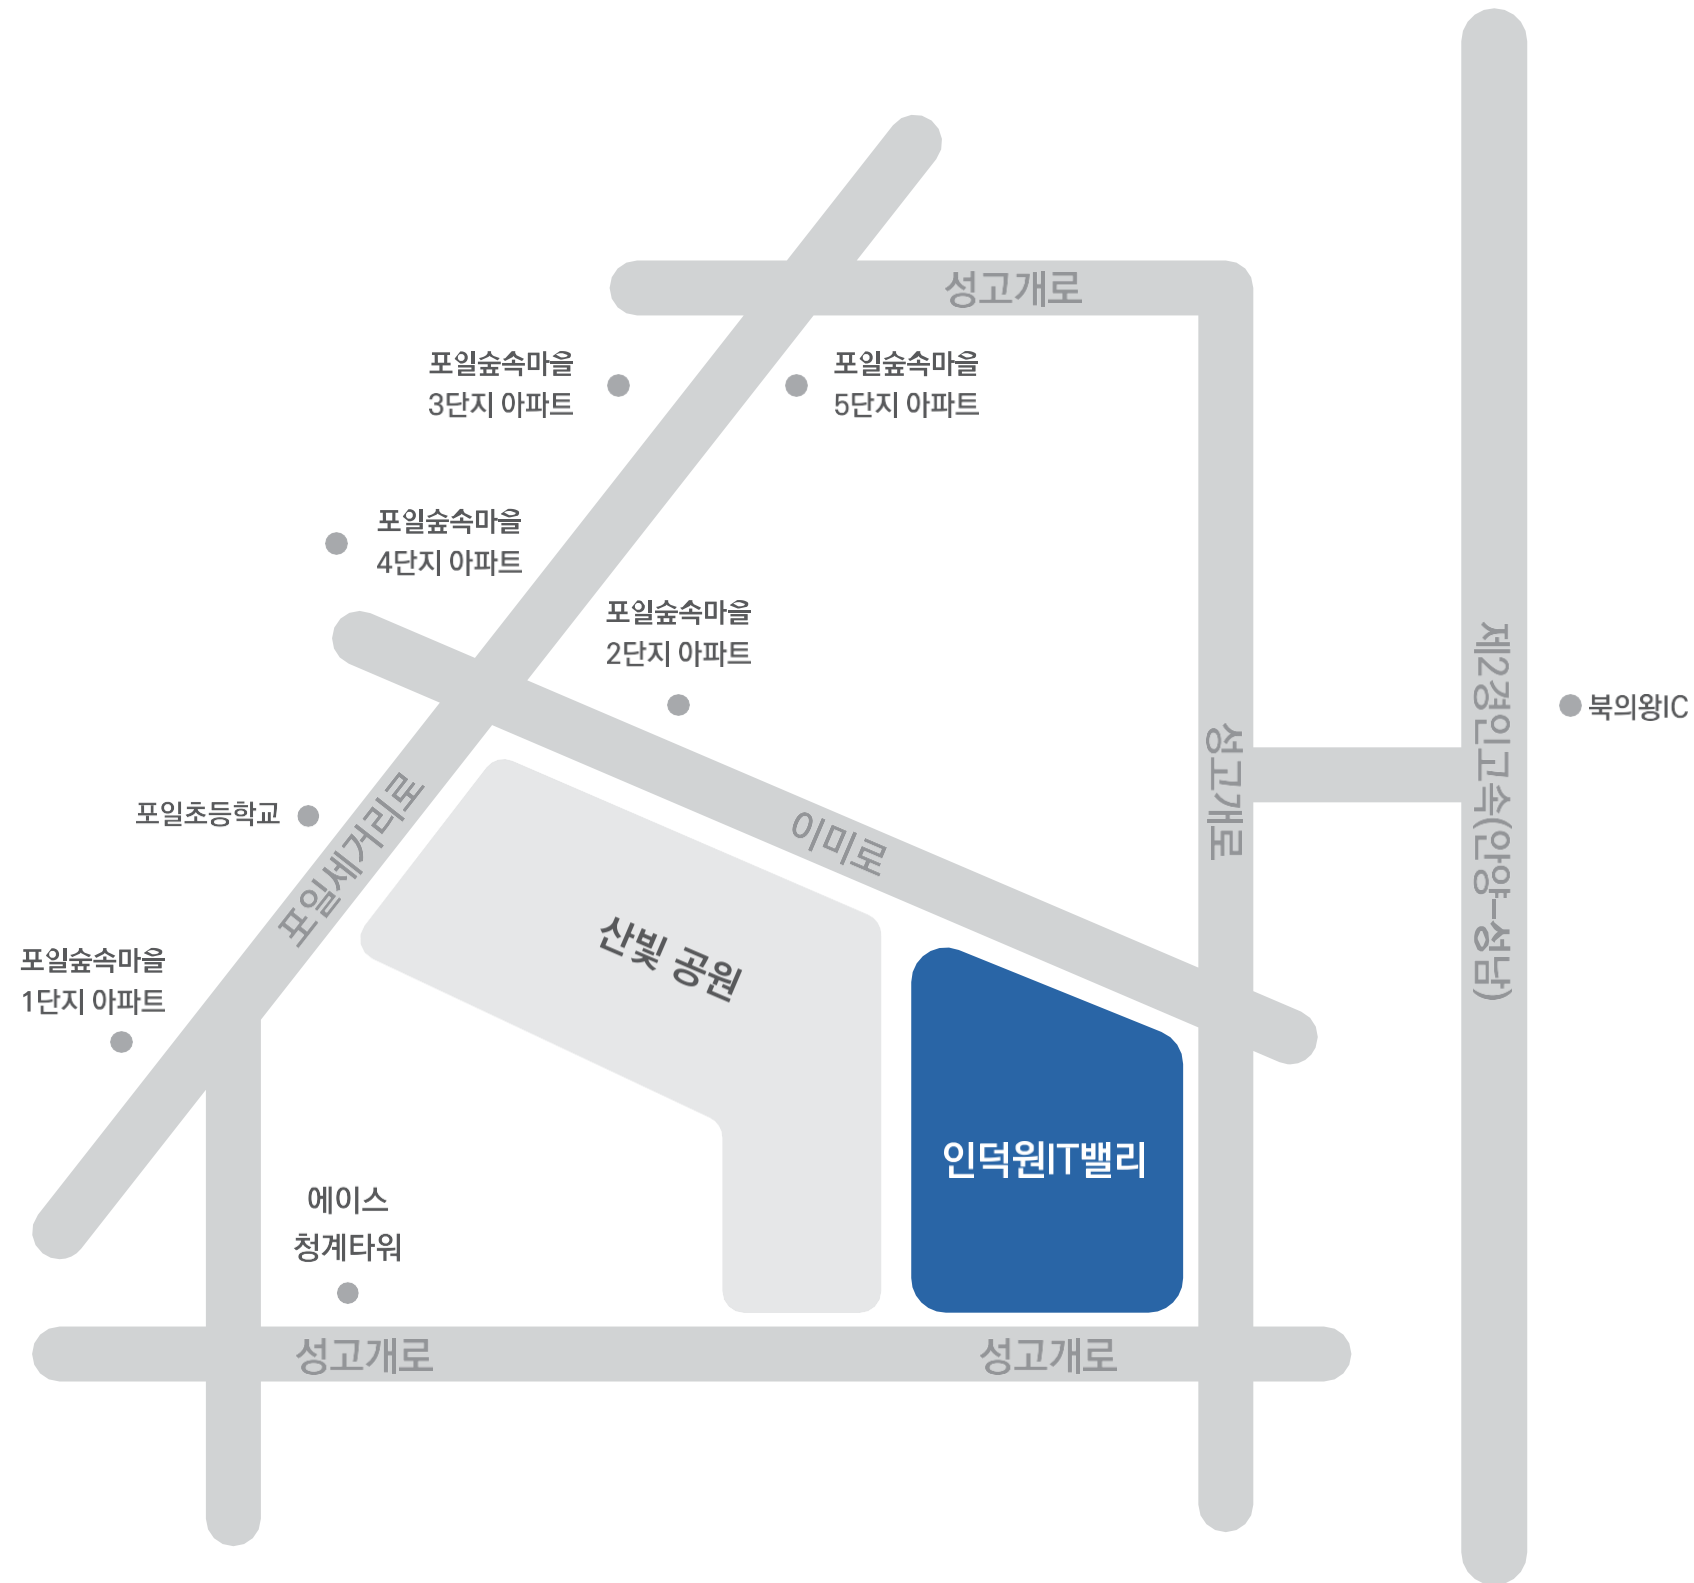 성고개로
포일숲속마을
3단지 아파트
포일숲속마을
5단지 아파트
포일숲속마을
4단지 아파트
포일숲속마을
2단지 아파트
제2경인고속(안양-성남)
북의왕IC
성고개로
포일초등학교
포일세거리로
이미로
산빛 공원
포일숲속마을
1단지 아파트
인덕원IT밸리
에이스
청계타워
성고개로
성고개로